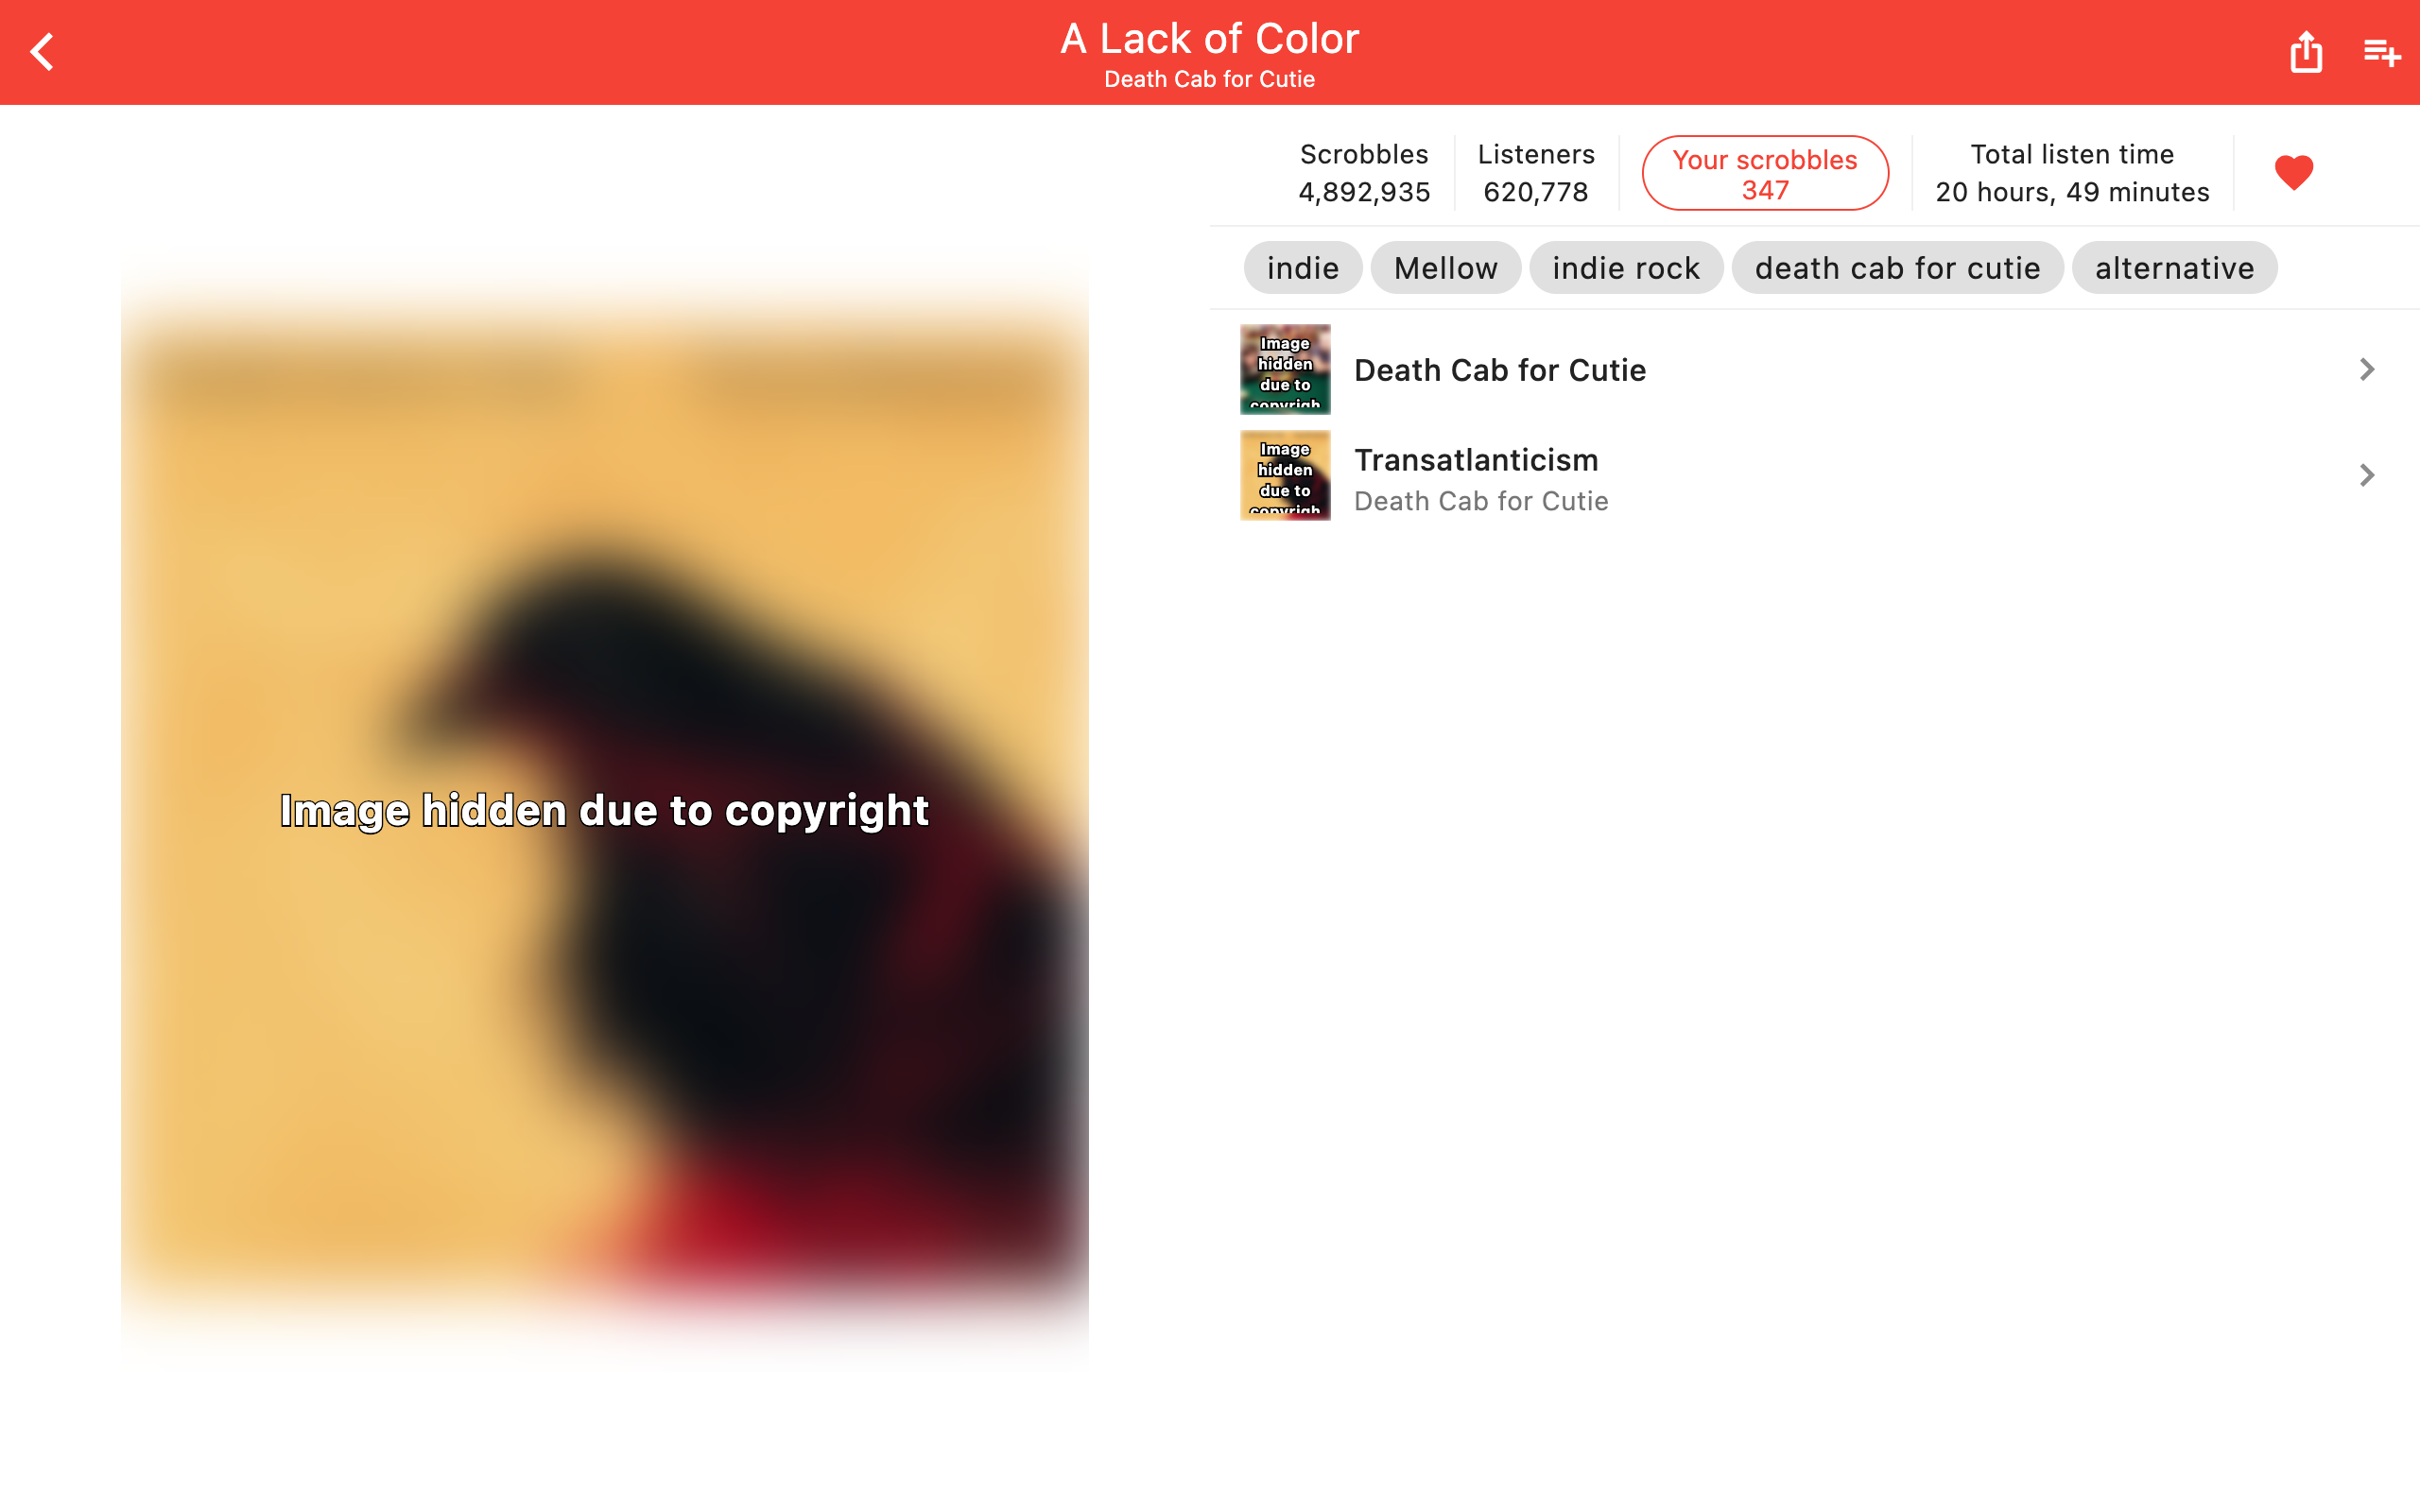 A Lack of Color
Death Cab for Cutie
Scrobbles
4,892,935
Listeners
620,778
Your scrobbles
347
Total listen time
20 hours, 49 minutes
indie
Mellow
indie rock
death cab for cutie
alternative
Image
hidden
due to
Death Cab for Cutie
Image
hidden
due to
Transatlanticism
Death Cab for Cutie
Image hidden due to copyright